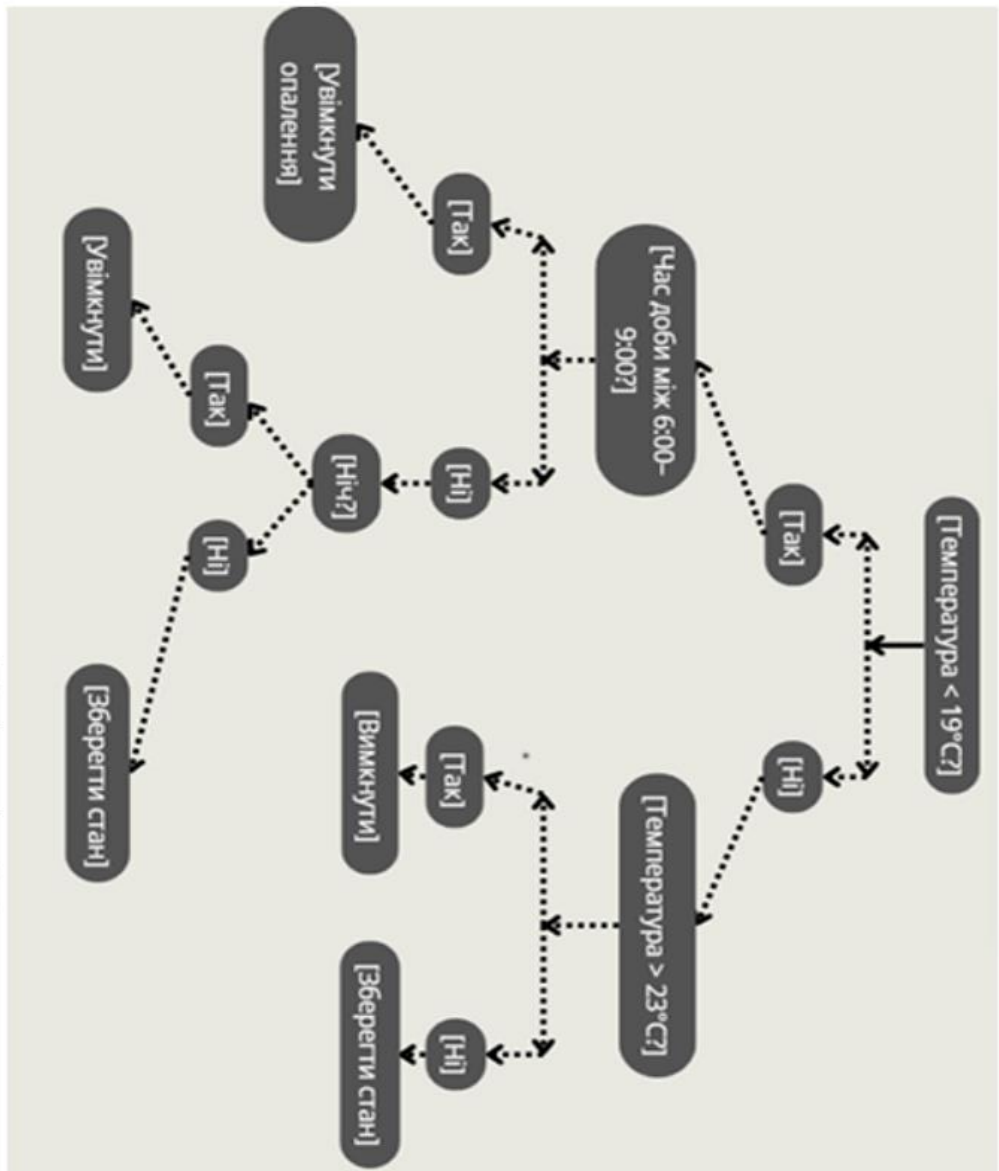 [Температура < 19°C?]
[Так]
[Ні]
[Час доби між 6:00–
9:00?]
[Температура > 23°C?]
[Так]
[Ні]
[Так]
[Ні]
[Увімкнути
опалення]
[Ніч?]
[Вимкнути]
[Зберегти стан]
[Так]
[Ні]
[Увімкнути]
[Зберегти стан]